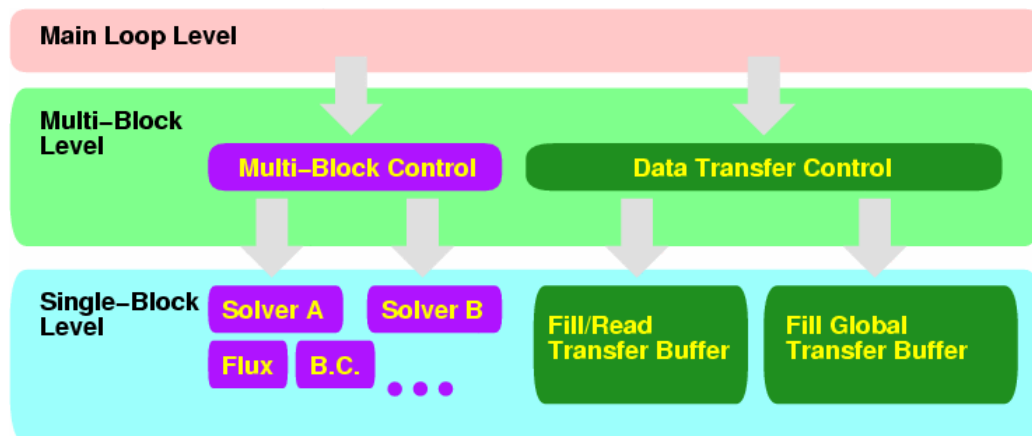 Main Loop Level
Multi−Block
Level
Multi−Block Control
Data Transfer Control
Single−Block
Level
Solver A
Solver B
Flux
B.C.
Fill/Read
Transfer Buffer
Fill Global
Transfer Buffer